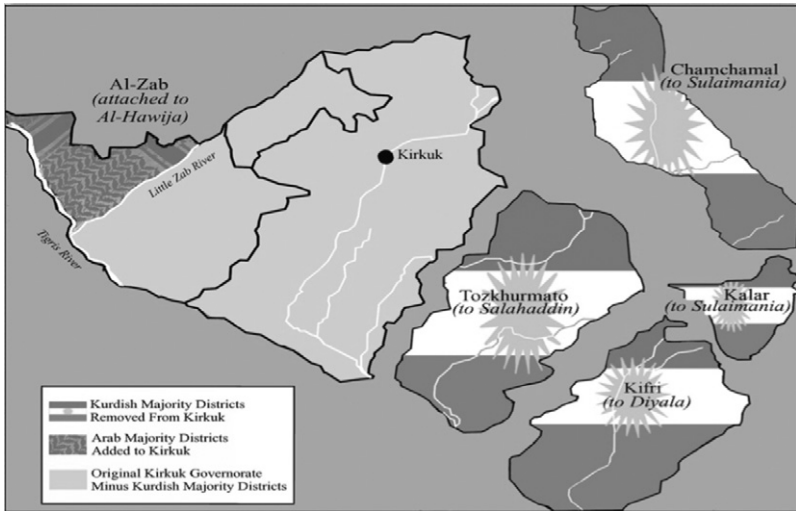 Al-Zab
(attached to
Al-Hawija)
Little Zab River
Tigris River
Kirkuk
Chamchamal
(to Sulaimania)
Tozkhurmato
(to Salahaddin)
Kalar
(to Sulaimania)
Kifri
(to Diyala)
Kurdish Majority Districts
Removed From Kirkuk
Arab Majority Districts
Added to Kirkuk
Original Kirkuk Governorate
Minus Kurdish Majority Districts